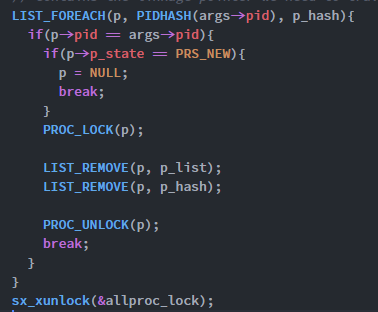 LIST_FOREACH(p, PIDHASH(args->pid), p_hash){
if(p->pid == args->pid){
if(p->p_state == PRS_NEW){
p = NULL;
break;
}
PROC_LOCK(p);
LIST_REMOVE(p, p_list);
LIST_REMOVE(p, p_hash);
PROC_UNLOCK(p);
break;
}
}
sx_xunlock(&allproc_lock);